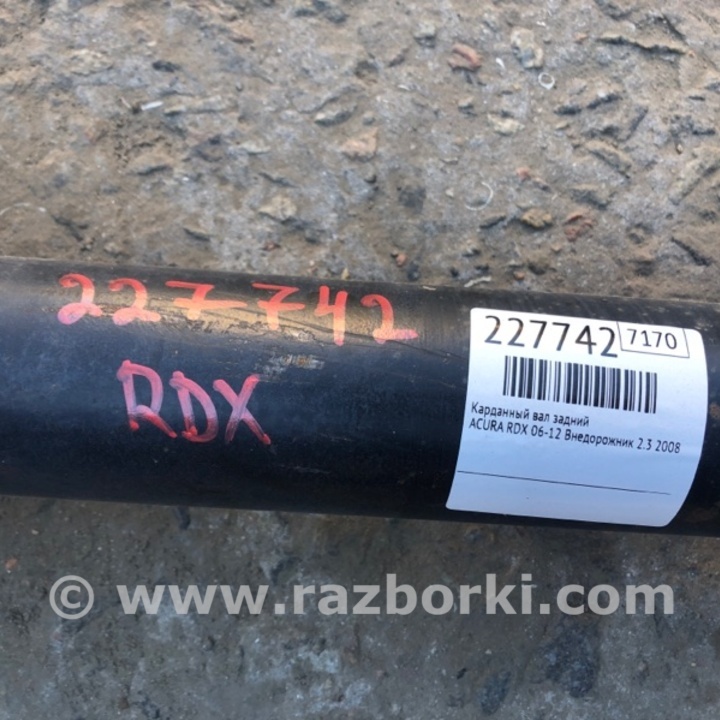 227742
RDX
227742 7170
Карданный вал задний
ACURA RDX 06-12 Внедорожник 2.3 2008
© www.razborki.com